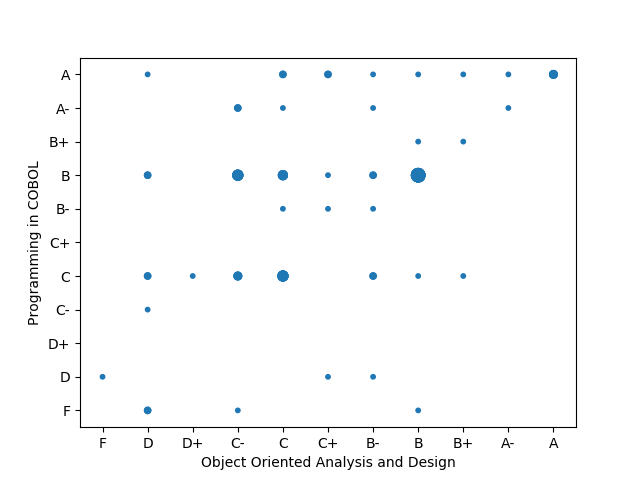 A
A-
B+
B
B-
C+
C
C-
D+
D
F
Programming in COBOL
F D D+ C- C C+ B- B B+ A- A
Object Oriented Analysis and Design